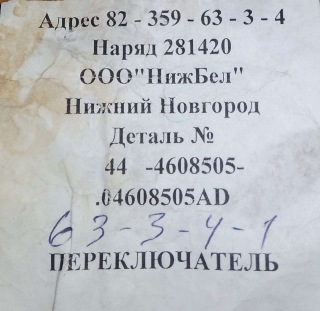 Адрес 82 - 359 - 63 - 3 - 4
Наряд 281420
ООО"НижБел"
Нижний Новгород
Деталь №
44 -4608505-
.04608505AD
63-3-4-1
ПЕРЕКЛЮЧАТЕЛЬ